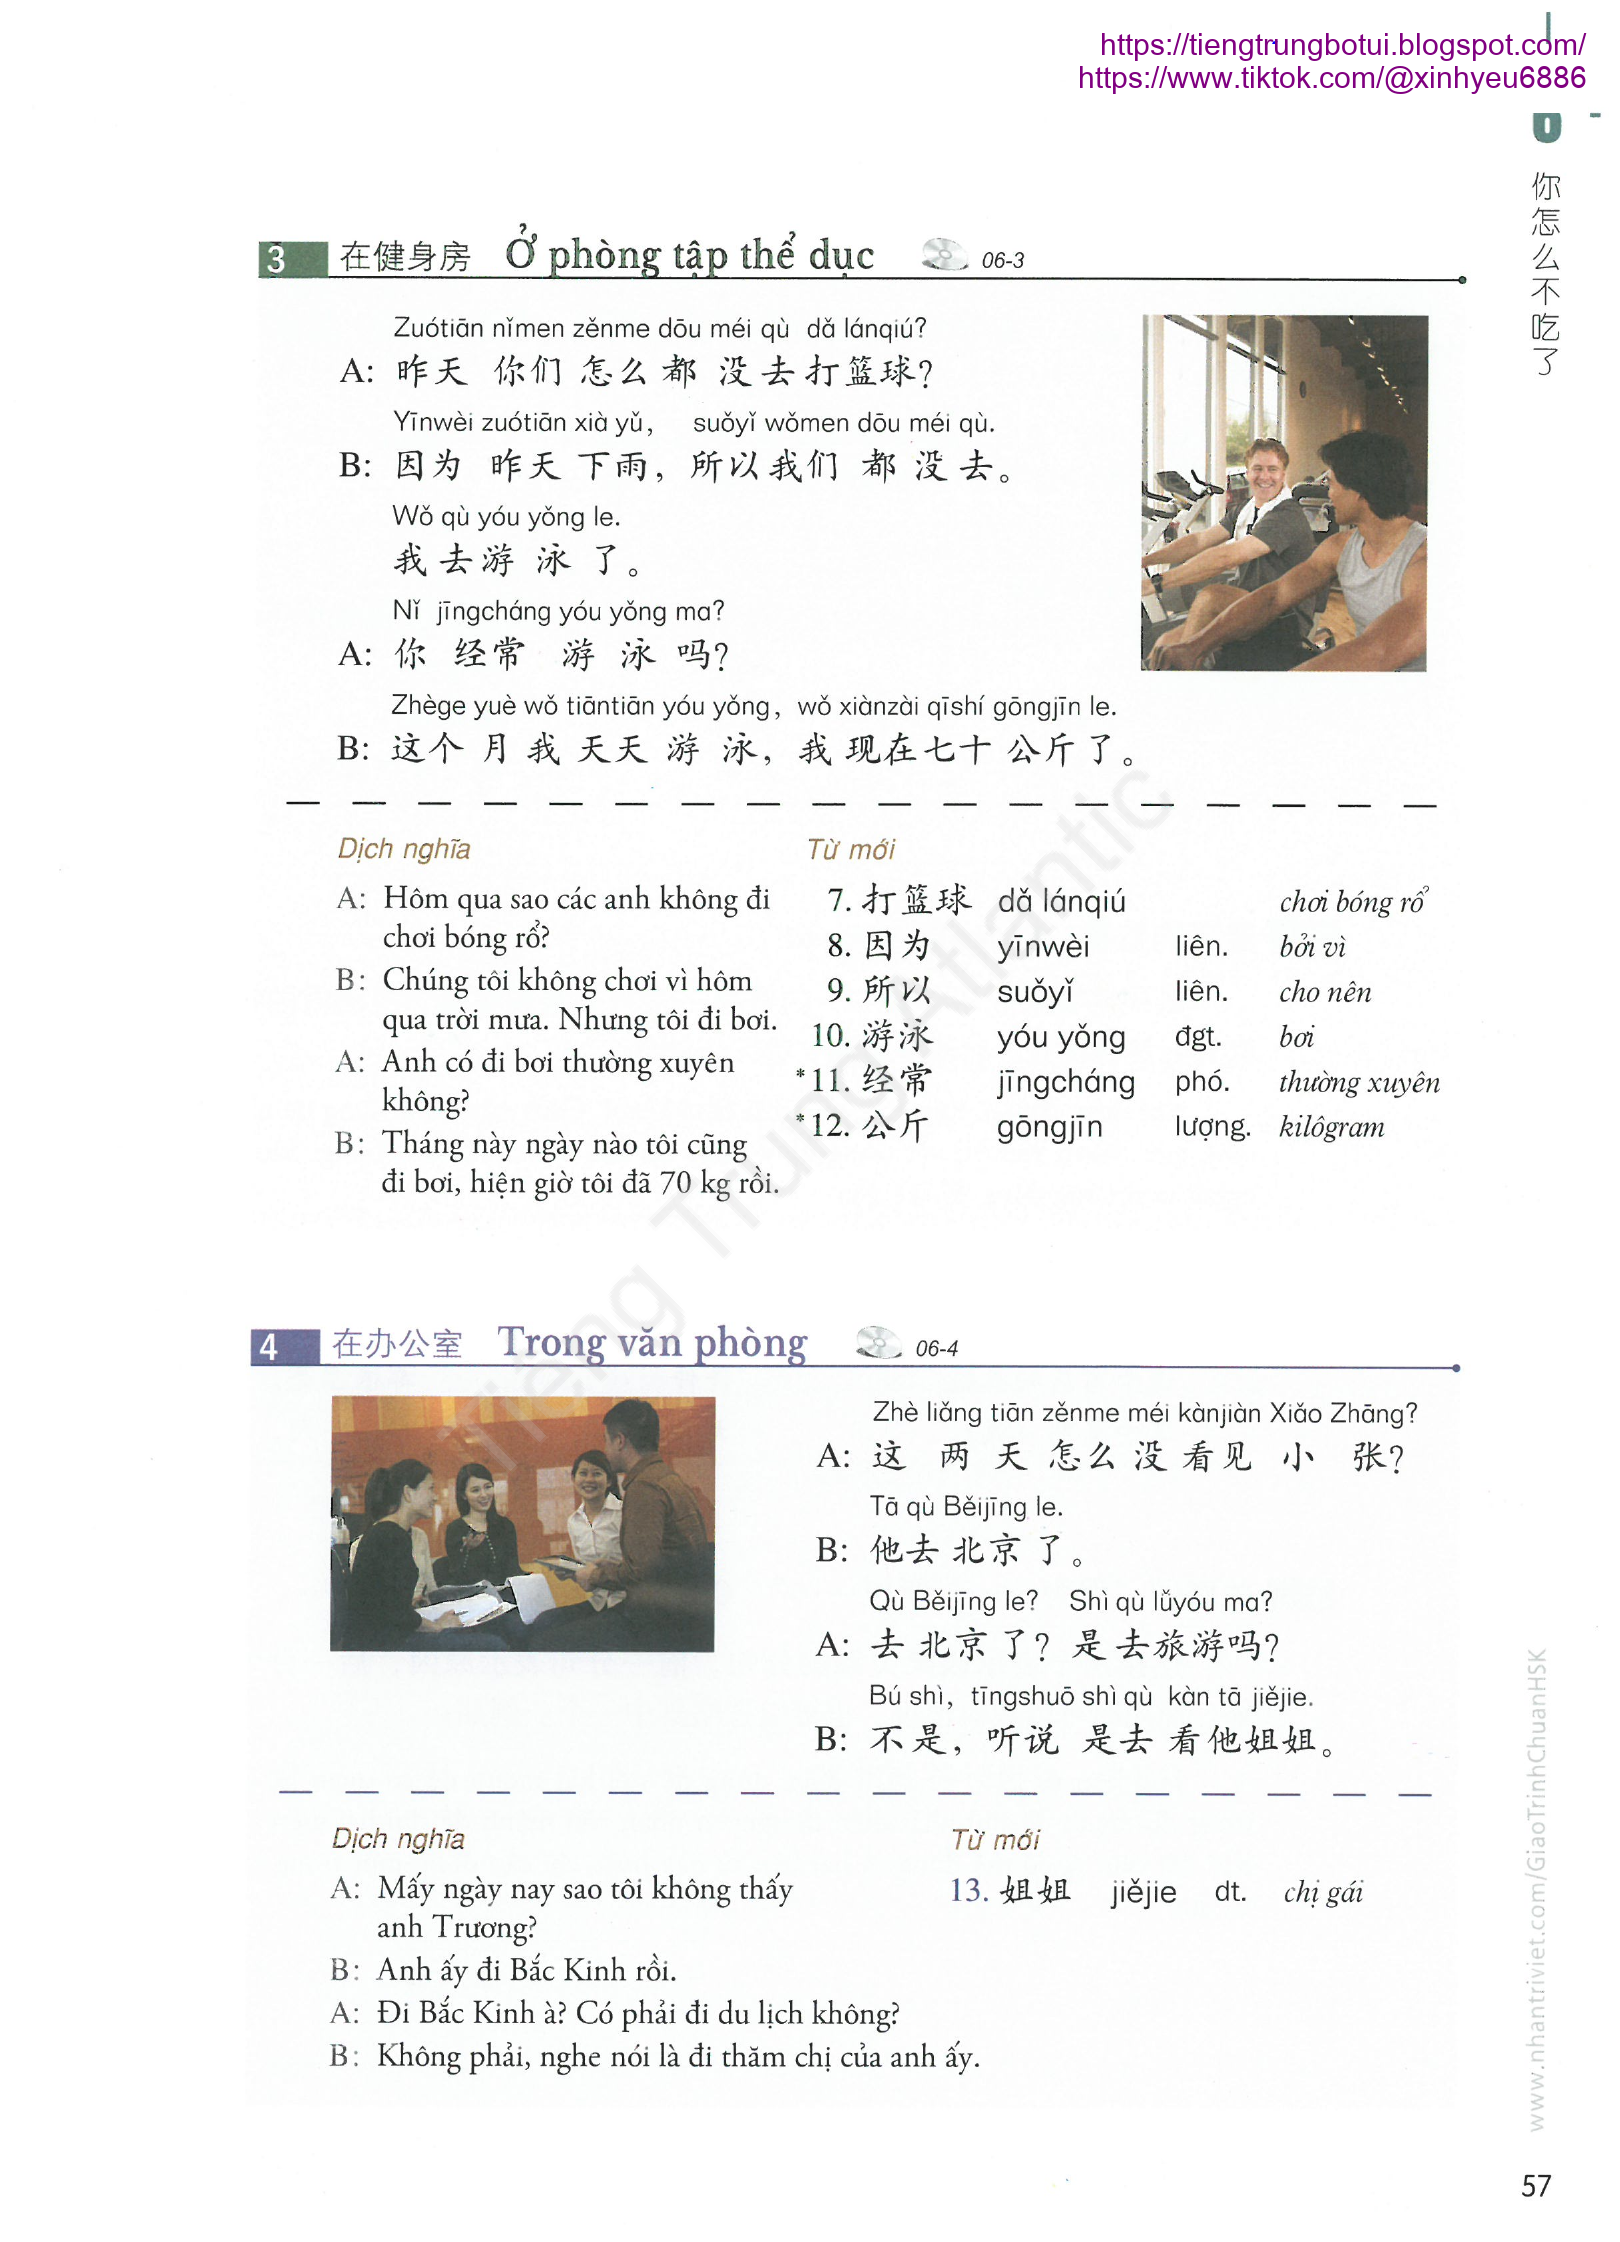 https://tiengtrungbotui.blogspot.com/
https://www.tiktok.com/@xinhyeu6886
6
你怎么不吃了
3 在健身房 Ở phòng tập thể dục 06-3
Zuótiān nǐmen zěnme dōu méi qù dǎ lánqiú?
A: 昨天 你们 怎么 都 没 去 打 篮球?
Yīnwèi zuótiān xià yǔ, suǒyǐ wǒmen dōu méi qù.
B: 因为 昨天 下雨, 所以 我们 都 没 去。
Wǒ qù yóu yǒng le.
我 去 游 泳 了。
Nǐ jīngcháng yóu yǒng ma?
A: 你 经常 游 泳 吗?
Zhège yuè wǒ tiāntiān yóu yǒng, wǒ xiànzài qīshí gōngjīn le.
B: 这个 月 我 天天 游 泳, 我 现在 七十 公斤 了。
Dịch nghĩa
A: Hôm qua sao các anh không đi
chơi bóng rổ?
B: Chúng tôi không chơi vì hôm
qua trời mưa. Nhưng tôi đi bơi.
A: Anh có đi bơi thường xuyên
không?
B: Tháng này ngày nào tôi cũng
đi bơi, hiện giờ tôi đã 70 kg rồi.
Từ mới
7. 打篮球 dǎ lánqiú chơi bóng rổ
8. 因为 yīnwèi liên. bởi vì
9. 所以 suǒyǐ liên. cho nên
10. 游泳 yóu yǒng đgt. bơi
*11. 经常 jīngcháng phó. thường xuyên
*12. 公斤 gōngjīn lượng. kilôgram
Tiếng Trung Atlantic
4 在办公室 Trong văn phòng 06-4
Zhè liǎng tiān zěnme méi kànjiàn Xiǎo Zhāng?
A: 这 两 天 怎么 没 看见 小 张?
Tā qù Běijīng le.
B: 他去 北京 了。
Qù Běijīng le? Shì qù lǚyóu ma?
A: 去 北京 了? 是 去旅游吗?
Bú shì, tīngshuō shì qù kàn tā jiějie.
B: 不是, 听说 是去 看他姐姐。
Dịch nghĩa
A: Mấy ngày nay sao tôi không thấy
anh Trương?
B: Anh ấy đi Bắc Kinh rồi.
A: Đi Bắc Kinh à? Có phải đi du lịch không?
B: Không phải, nghe nói là đi thăm chị của anh ấy.
Từ mới
13. 姐姐 jiějie dt. chị gái
www.nhantriviet.com/GiaoTrinhChuanHSK
57